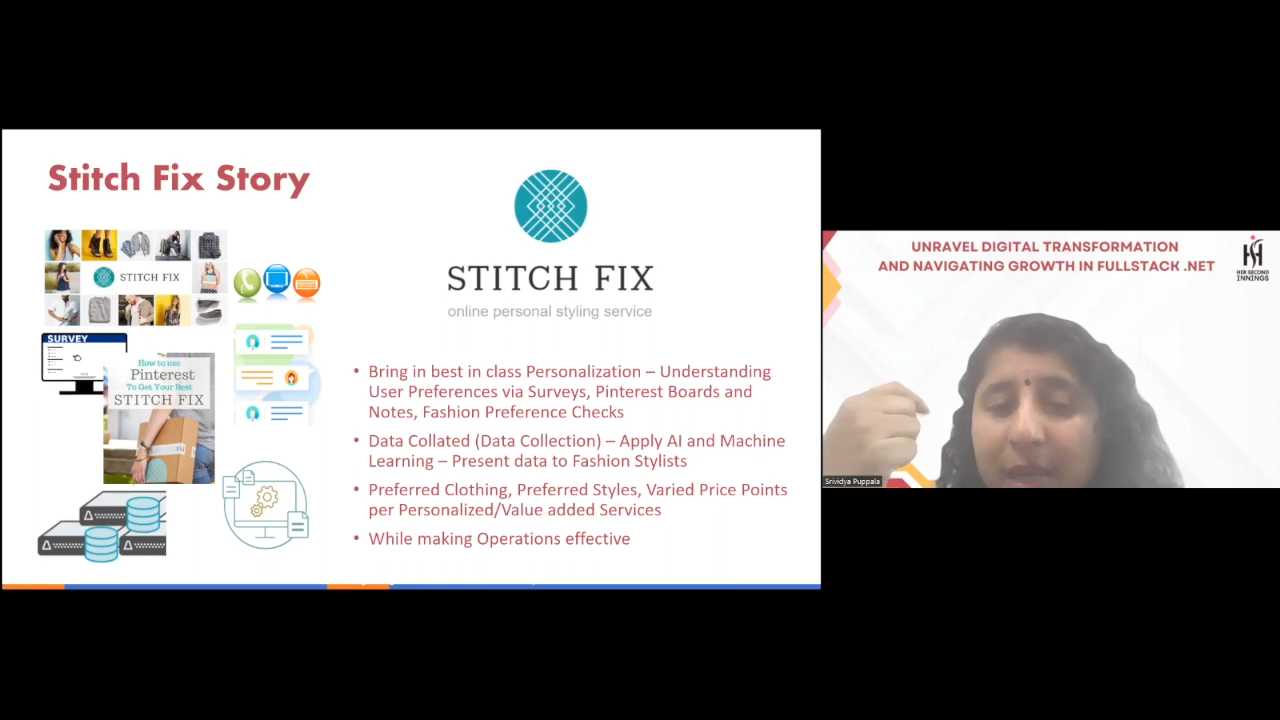 Stitch Fix Story
STITCH FIX
SURVEY
How to use
Pinterest
To Get Your Best
STITCH FIX
STITCH FIX
online personal styling service
• Bring in best in class Personalization – Understanding
User Preferences via Surveys, Pinterest Boards and
Notes, Fashion Preference Checks
• Data Collated (Data Collection) – Apply AI and Machine
Learning – Present data to Fashion Stylists
• Preferred Clothing, Preferred Styles, Varied Price Points
per Personalized/Value added Services
• While making Operations effective
UNRAVEL DIGITAL TRANSFORMATION
AND NAVIGATING GROWTH IN FULLSTACK .NET
HER SECOND
INNINGS
Srividya Puppala